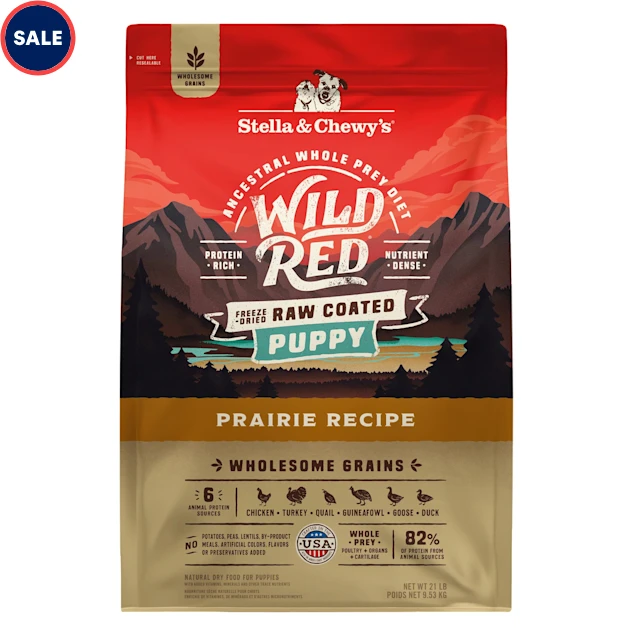 SALE
CUT HERE
RESEALABLE
WHOLESOME
GRAINS
Stella & Chewy's®
ANCESTRAL WHOLE PREY DIET
WILD
RED®
PROTEIN
• RICH •
NUTRIENT
• DENSE •
FREEZE
-DRIED
RAW COATED
PUPPY
PRAIRIE RECIPE
WHOLESOME GRAINS
6
ANIMAL PROTEIN
SOURCES
CHICKEN • TURKEY • QUAIL • GUINEAFOWL • GOOSE • DUCK
NO
POTATOES, PEAS, LENTILS, BY-PRODUCT
MEALS, ARTIFICIAL COLORS, FLAVORS
OR PRESERVATIVES ADDED
USA
WHOLE
• PREY •
POULTRY • ORGANS
• CARTILAGE
82%
OF PROTEIN FROM
ANIMAL SOURCES
NATURAL DRY FOOD FOR PUPPIES
NET WT 21 LB
POIDS NET 9.53 KG